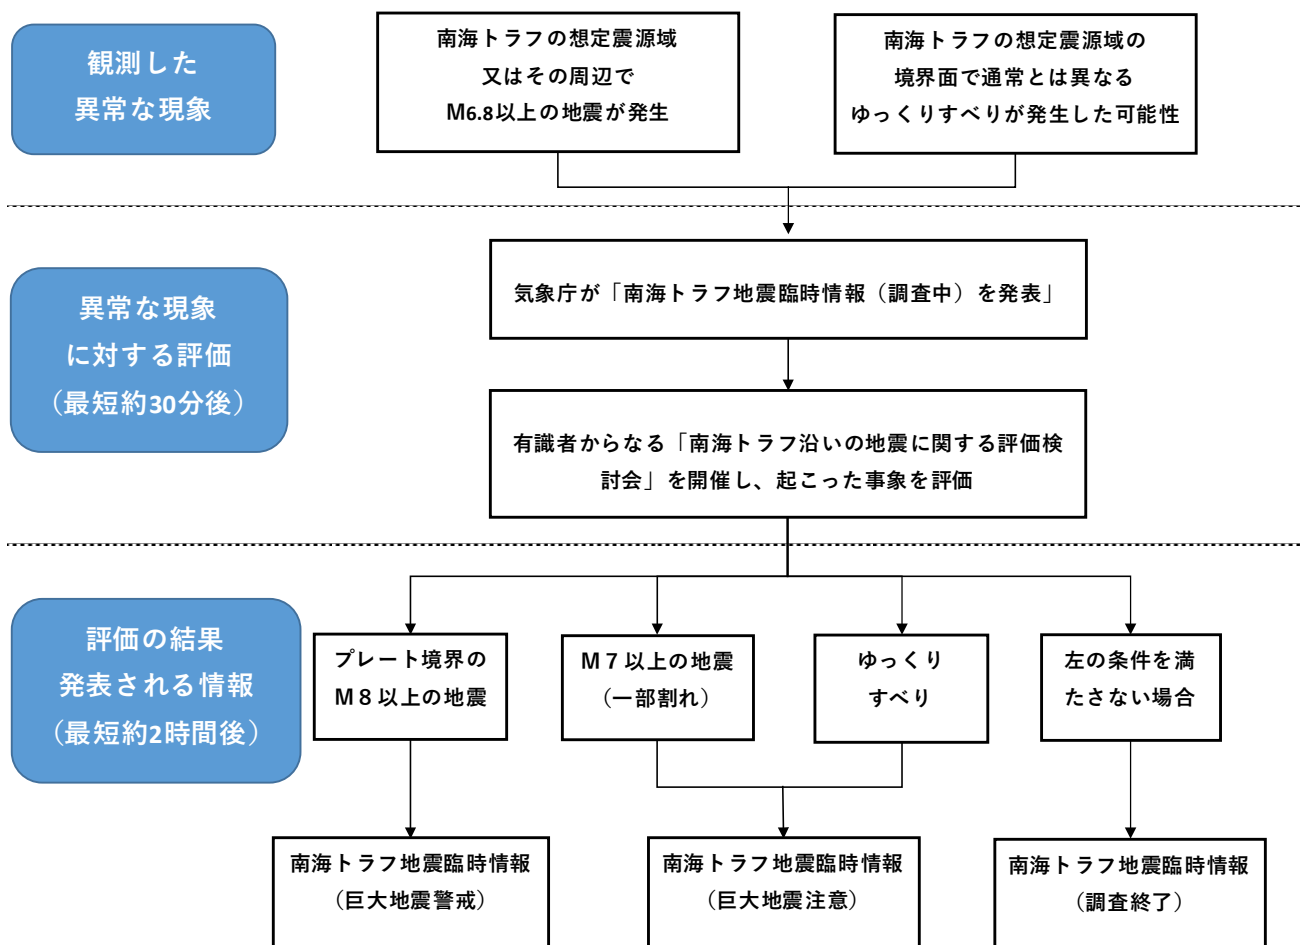 観測した
異常な現象
南海トラフの想定震源域
又はその周辺で
M6.8以上の地震が発生
南海トラフの想定震源域の
境界面で通常とは異なる
ゆっくりすべりが発生した可能性
異常な現象
に対する評価
（最短約30分後）
気象庁が「南海トラフ地震臨時情報（調査中）を発表」
有識者からなる「南海トラフ沿いの地震に関する評価検
討会」を開催し、起こった事象を評価
評価の結果
発表される情報
（最短約2時間後）
プレート境界の
M８以上の地震
M７以上の地震
（一部割れ）
ゆっくり
すべり
左の条件を満
たさない場合
南海トラフ地震臨時情報
（巨大地震警戒）
南海トラフ地震臨時情報
（巨大地震注意）
南海トラフ地震臨時情報
（調査終了）